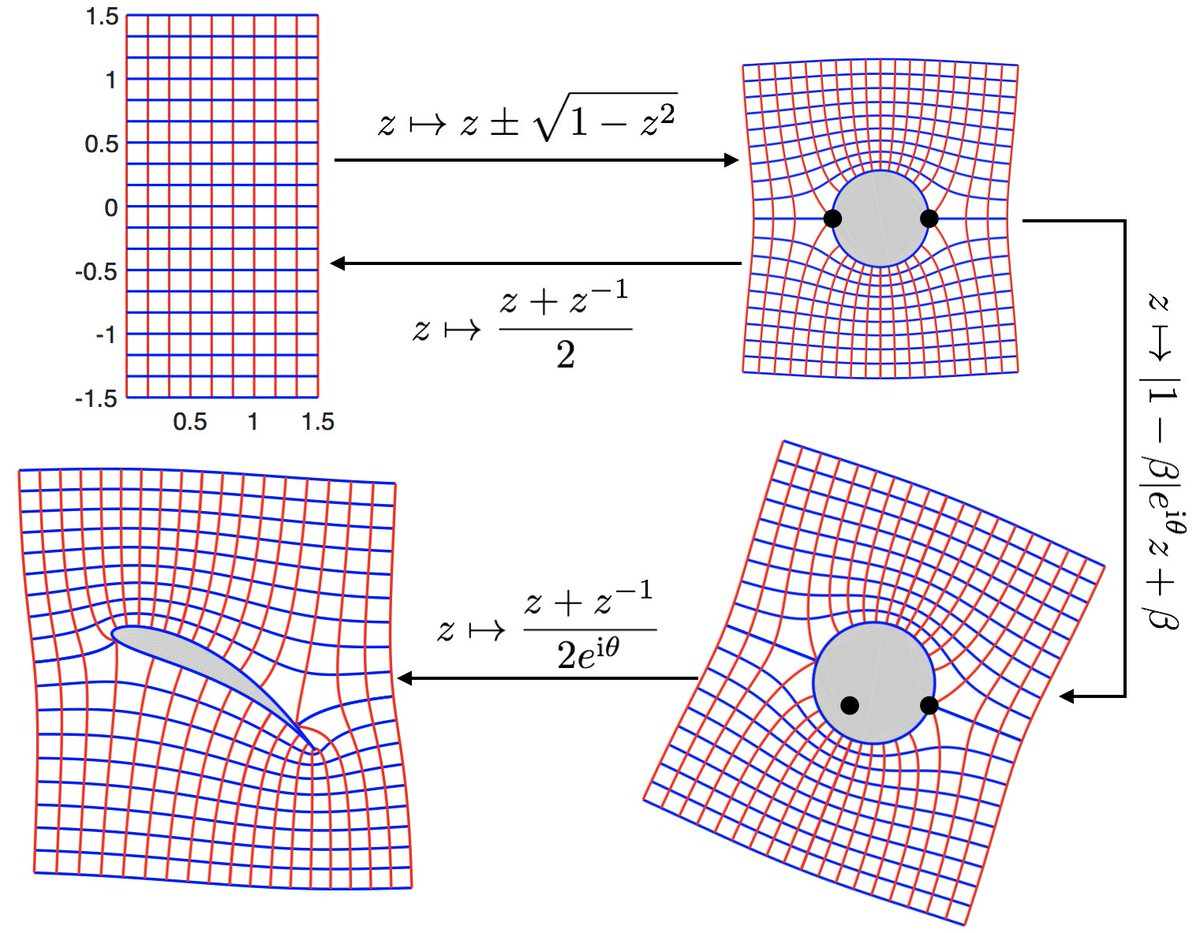 1.5
1
0.5
0
-0.5
-1
-1.5
0.5 1 1.5
z ↦ z ± √(1 − z²)
z ↦ (z + z⁻¹)/2
z ↦ |1 − β|e^{iθ}z + β
z ↦ (z + z⁻¹)/(2e^{iθ})